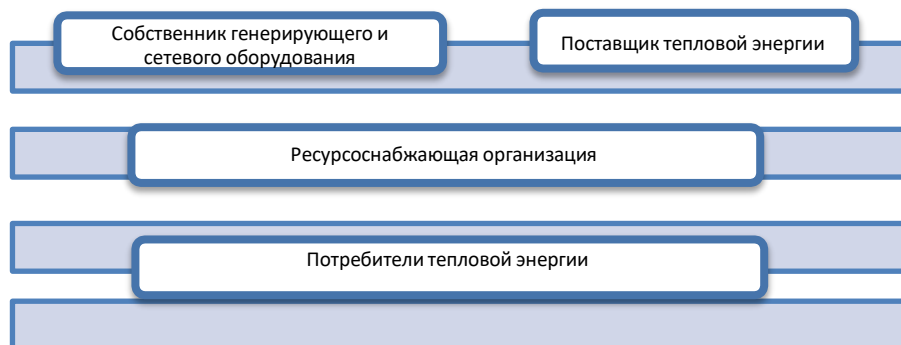 Собственник генерирующего и
сетевого оборудования
Поставщик тепловой энергии
Ресурсоснабжающая организация
Потребители тепловой энергии